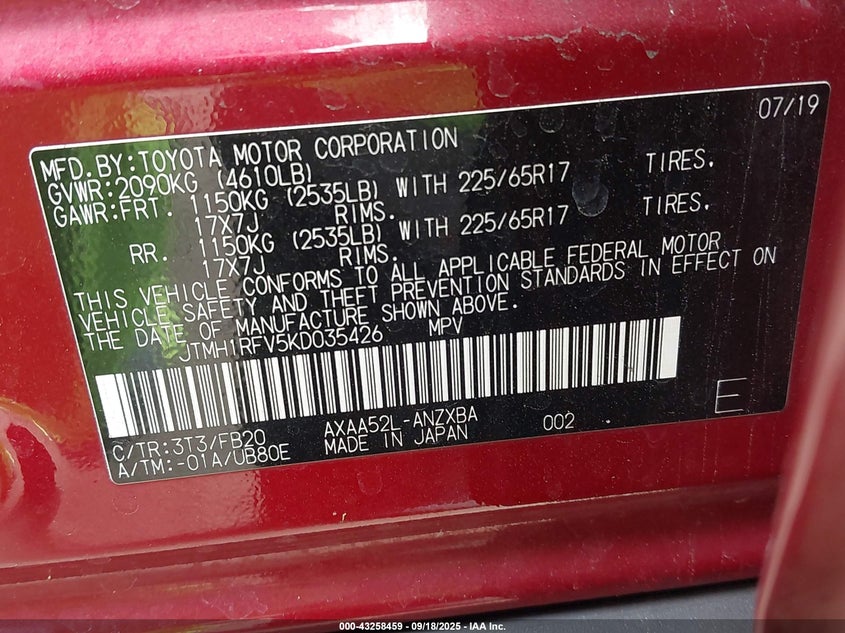 07/19
MFD.BY:TOYOTA MOTOR CORPORATION
GVWR:2090KG (4610LB)
GAWR:FRT. 1150KG (2535LB) WITH 225/65R17 TIRES.
17X7J RIMS.
RR. 1150KG (2535LB) WITH 225/65R17 TIRES.
17X7J RIMS.
THIS VEHICLE CONFORMS TO ALL APPLICABLE FEDERAL MOTOR
VEHICLE SAFETY AND THEFT PREVENTION STANDARDS IN EFFECT ON
THE DATE OF MANUFACTURE SHOWN ABOVE.
JTMH1RFV5KD035426 MPV
C/TR:3T3/FB20 AXAA52L-ANZXBA 002 E
A/TM:-01A/UB80E MADE IN JAPAN
000-43258459 - 09/18/2025 - IAA Inc.